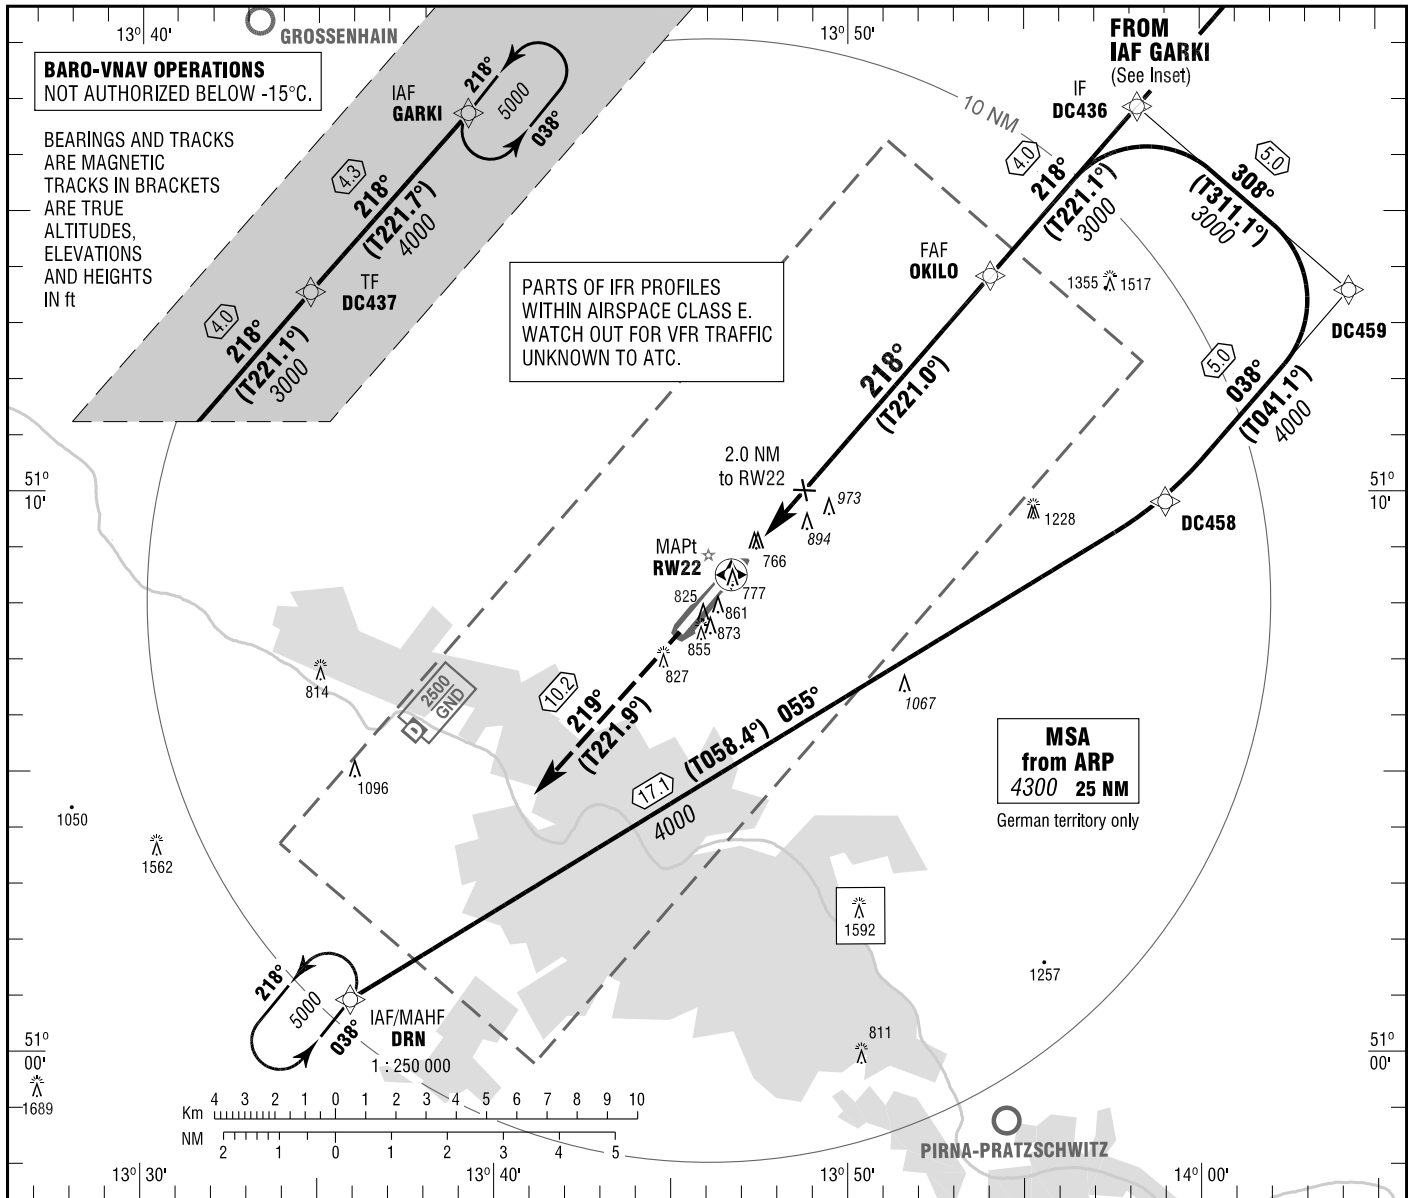 13° 40'
GROSSENHAIN
13° 50'
FROM
IAF GARKI
(See Inset)
BARO-VNAV OPERATIONS
NOT AUTHORIZED BELOW -15°C.
BEARINGS AND TRACKS
ARE MAGNETIC
TRACKS IN BRACKETS
ARE TRUE
ALTITUDES,
ELEVATIONS
AND HEIGHTS
IN ft
IAF
GARKI
218°
5000
038°
4.3
218°
(T221.7°)
4000
TF
DC437
4.0
218°
(T221.1°)
3000
10 NM
IF
DC436
4.0
218°
(T221.1°)
3000
5.0
308°
(T311.1°)
3000
FAF
OKILO
1355
1517
DC459
PARTS OF IFR PROFILES
WITHIN AIRSPACE CLASS E.
WATCH OUT FOR VFR TRAFFIC
UNKNOWN TO ATC.
5.0
038°
(T041.1°)
4000
218°
(T221.0°)
51°
10'
2.0 NM
to RW22
973
894
766
1228
DC458
51°
10'
MAPt
RW22
777
825
861
873
855
827
814
2500
GND
D
10.2
219°
(T221.9°)
1067
(T058.4°) 055°
17.1
4000
MSA
from ARP
4300 25 NM
German territory only
1096
1050
1562
1592
1257
218°
5000
038°
IAF/MAHF
DRN
1 : 250 000
811
51°
00'
51°
00'
1689
Km
4 3 2 1 0 1 2 3 4 5 6 7 8 9 10
NM
2 1 0 1 2 3 4 5
PIRNA-PRATZSCHWITZ
13° 30'
13° 40'
13° 50'
14° 00'